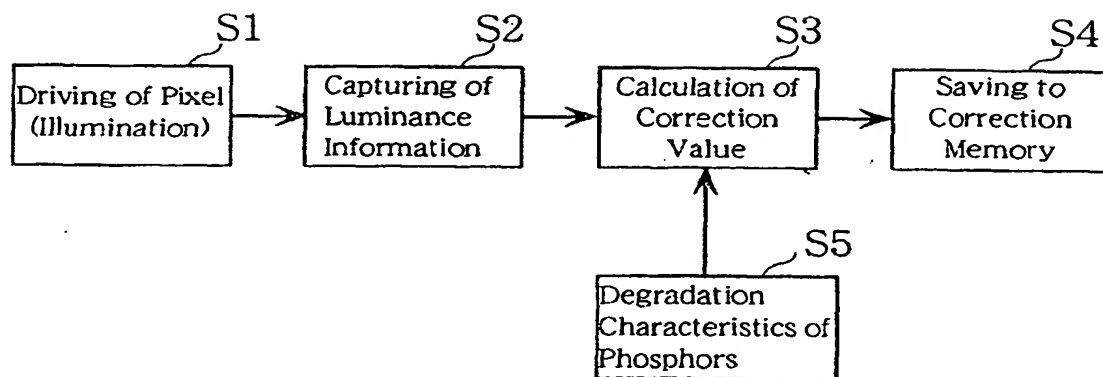 S1
S2
S3
S4
Driving of Pixel
(Illumination)
Capturing of
Luminance
Information
Calculation of
Correction
Value
Saving to
Correction
Memory
S5
Degradation
Characteristics of
Phosphors